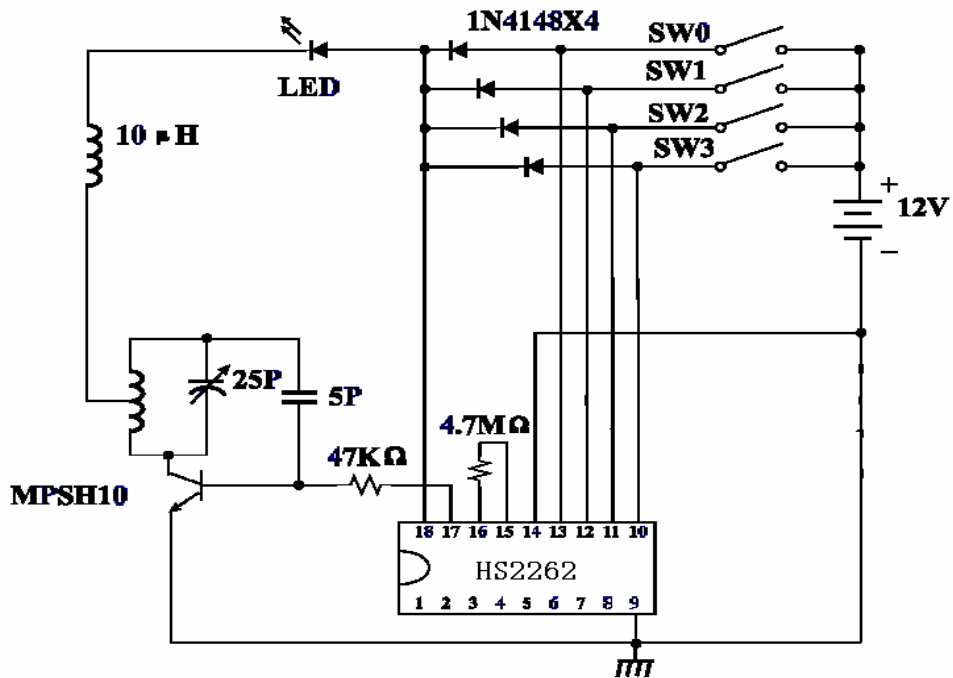 1N4148X4
SW0
LED
SW1
10 μH
SW2
SW3
+
12V
−
25P
5P
4.7MΩ
47KΩ
MPSH10
18 17 16 15 14 13 12 11 10
HS2262
1 2 3 4 5 6 7 8 9